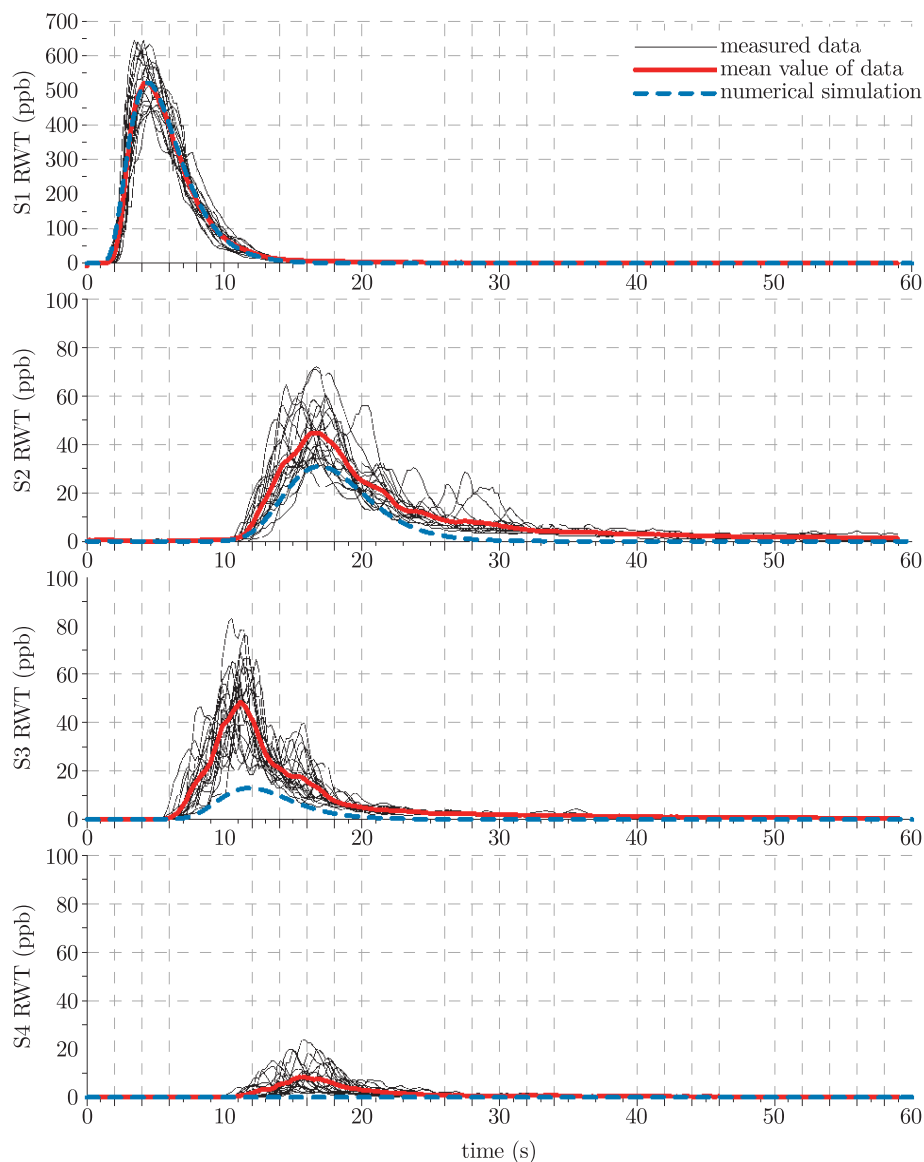 measured data
mean value of data
numerical simulation
S1 RWT (ppb)
700
600
500
400
300
200
100
0
0 10 20 30 40 50 60
S2 RWT (ppb)
100
80
60
40
20
0
0 10 20 30 40 50 60
S3 RWT (ppb)
100
80
60
40
20
0
0 10 20 30 40 50 60
S4 RWT (ppb)
100
80
60
40
20
0
0 10 20 30 40 50 60
time (s)